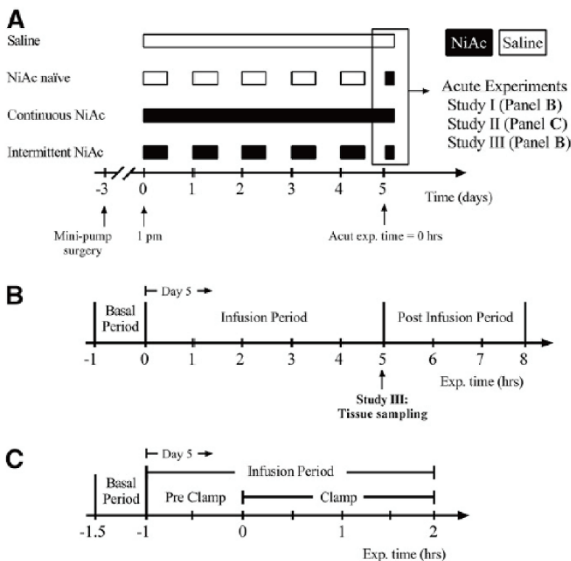 A
Saline
NiAc naïve
Continuous NiAc
Intermittent NiAc
NiAc Saline
Acute Experiments
Study I (Panel B)
Study II (Panel C)
Study III (Panel B)
-3 0 1 2 3 4 5
Time (days)
Mini-pump
surgery
1 pm
Acut exp. time = 0 hrs
B
Day 5
Basal
Period
Infusion Period
Post Infusion Period
-1 0 1 2 3 4 5 6 7 8
Exp. time (hrs)
Study III:
Tissue sampling
C
Day 5
Basal
Period
Infusion Period
Pre Clamp
Clamp
-1.5 -1 0 1 2
Exp. time (hrs)